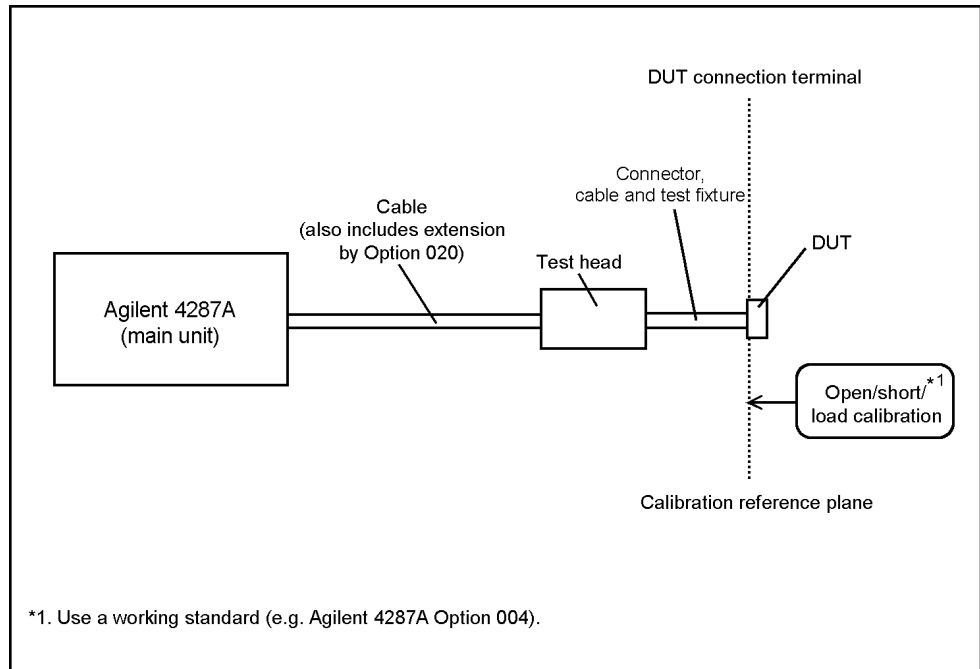 DUT connection terminal
Connector,
cable and test fixture
Cable
(also includes extension
by Option 020)
DUT
Test head
Agilent 4287A
(main unit)
Open/short/*1
load calibration
Calibration reference plane
*1. Use a working standard (e.g. Agilent 4287A Option 004).